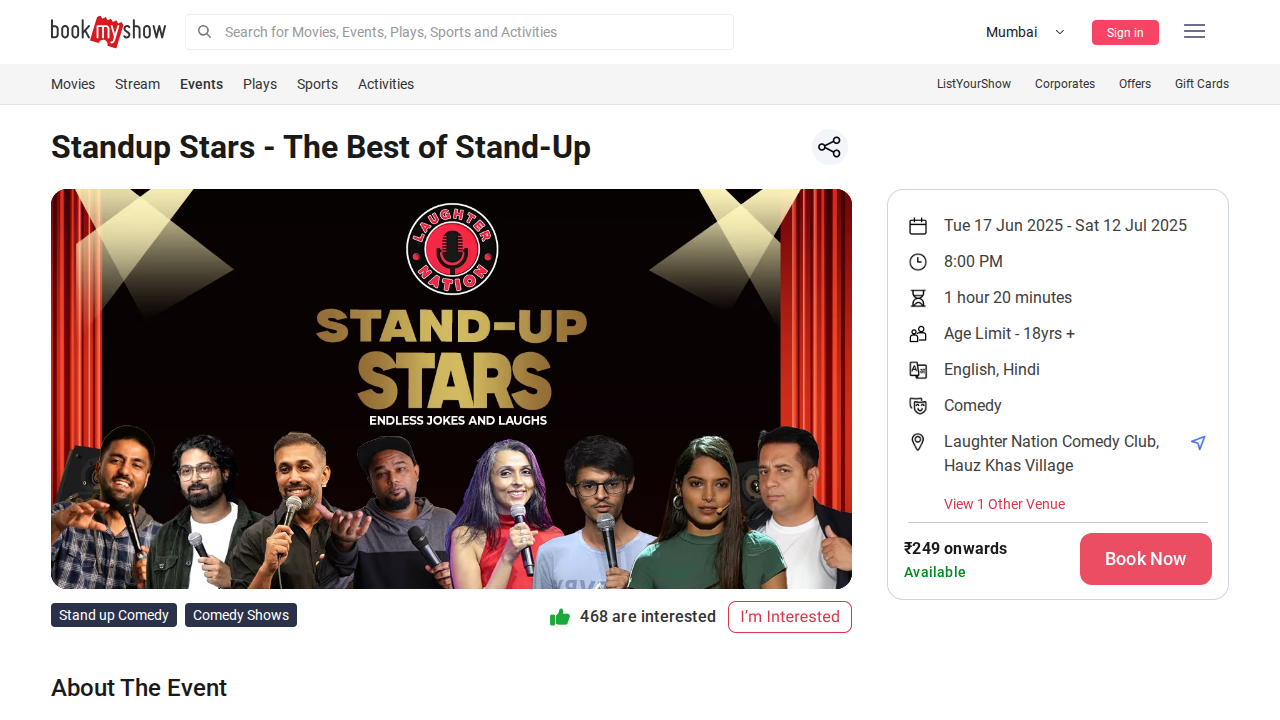 book my show
Search for Movies, Events, Plays, Sports and Activities
Mumbai
Sign in
Movies
Stream
Events
Plays
Sports
Activities
ListYourShow
Corporates
Offers
Gift Cards
Standup Stars - The Best of Stand-Up
LAUGHTER
NATION
STAND-UP
STARS
ENDLESS JOKES AND LAUGHS
Stand up Comedy
Comedy Shows
468 are interested
I'm Interested
Tue 17 Jun 2025 - Sat 12 Jul 2025
8:00 PM
1 hour 20 minutes
Age Limit - 18yrs +
English, Hindi
Comedy
Laughter Nation Comedy Club,
Hauz Khas Village
View 1 Other Venue
₹249 onwards
Available
Book Now
About The Event